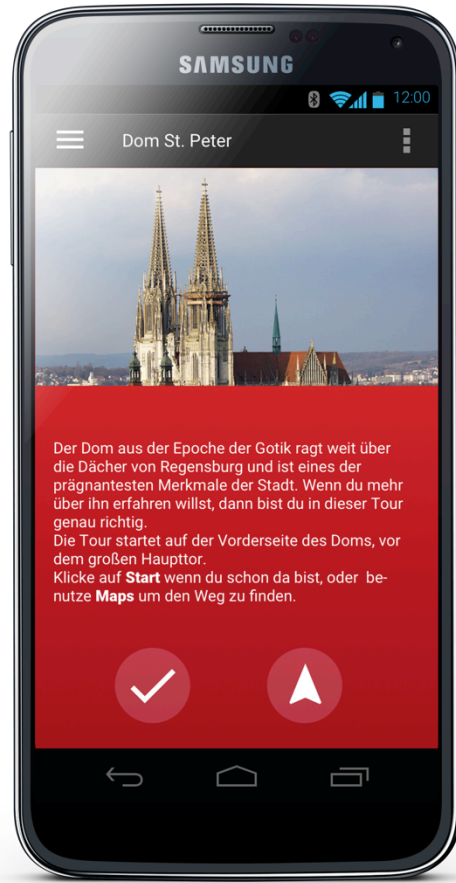 SAMSUNG
12:00
Dom St. Peter
Der Dom aus der Epoche der Gotik ragt weit über
die Dächer von Regensburg und ist eines der
prägnantesten Merkmale der Stadt. Wenn du mehr
über ihn erfahren willst, dann bist du in dieser Tour
genau richtig.
Die Tour startet auf der Vorderseite des Doms, vor
dem großen Haupttor.
Klicke auf Start wenn du schon da bist, oder be-
nutze Maps um den Weg zu finden.